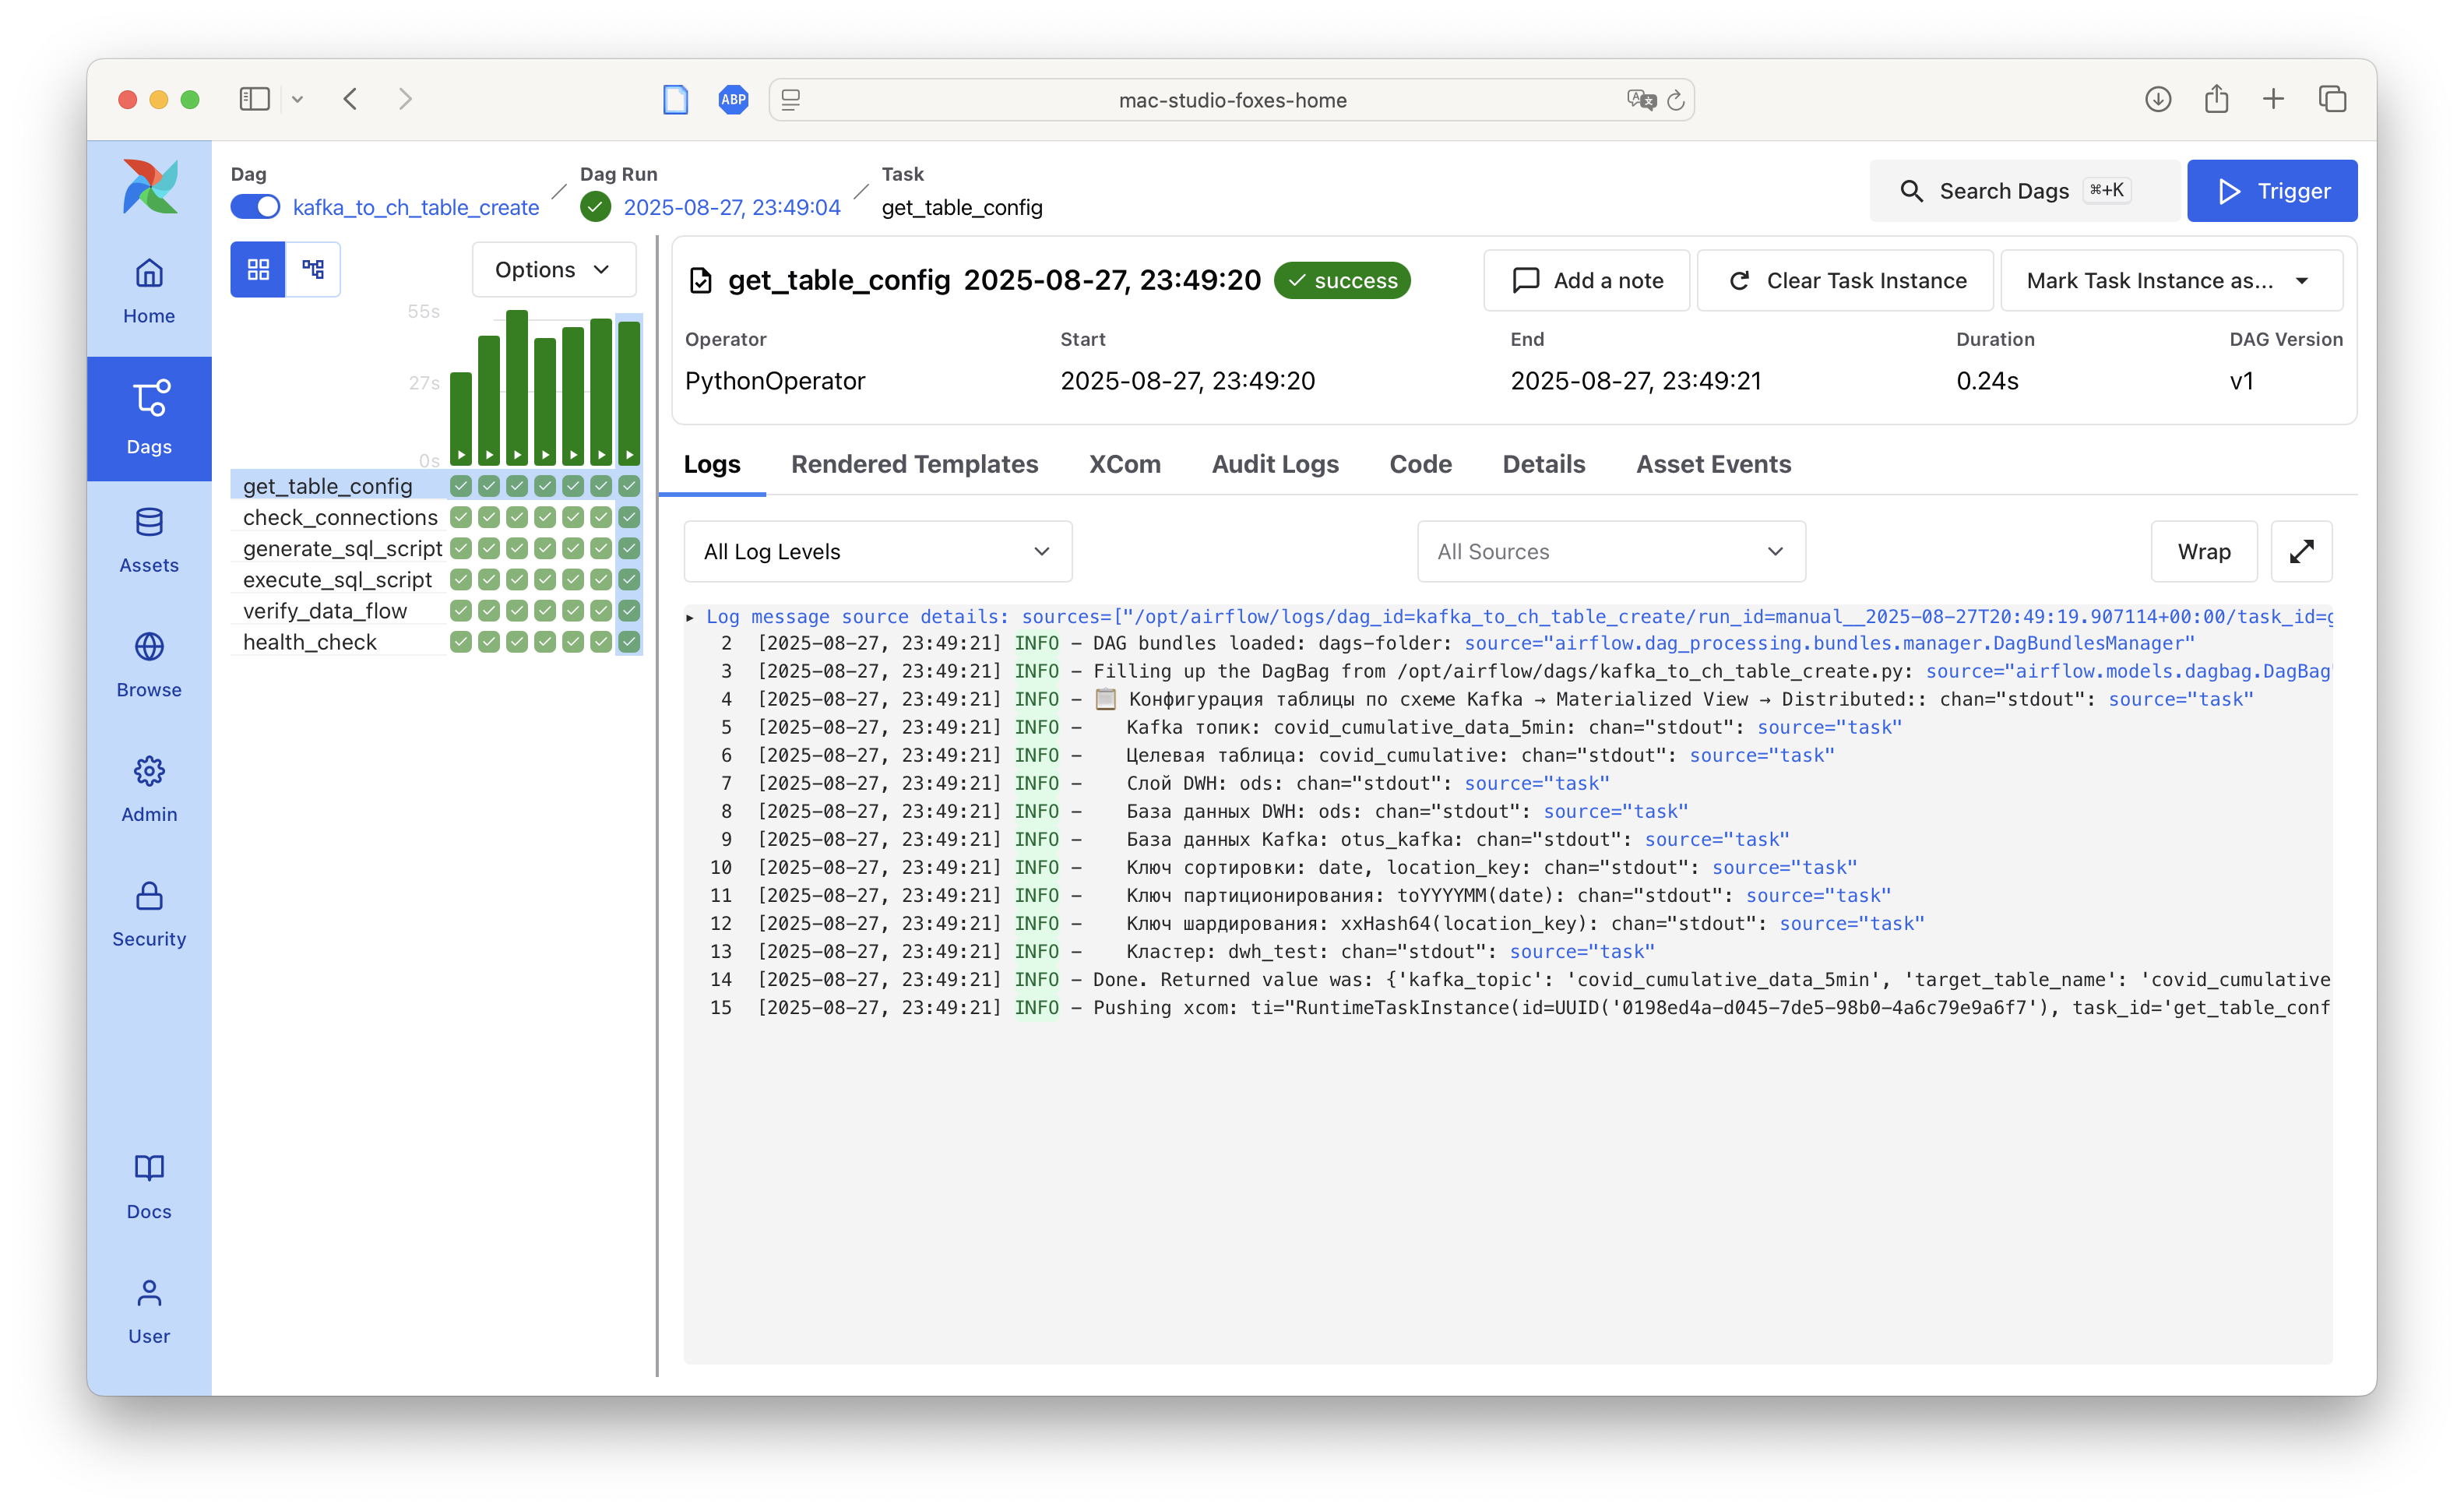 ABP
mac-studio-foxes-home
Dag
kafka_to_ch_table_create
Dag Run
2025-08-27, 23:49:04
Task
get_table_config
Search Dags ⌘+K
Trigger
Home
Dags
Assets
Browse
Admin
Security
Docs
User
Options
55s
27s
0s
get_table_config
check_connections
generate_sql_script
execute_sql_script
verify_data_flow
health_check
get_table_config 2025-08-27, 23:49:20 success
Add a note
Clear Task Instance
Mark Task Instance as...
Operator Start End Duration DAG Version
PythonOperator 2025-08-27, 23:49:20 2025-08-27, 23:49:21 0.24s v1
Logs Rendered Templates XCom Audit Logs Code Details Asset Events
All Log Levels
All Sources
Wrap
Log message source details: sources=["/opt/airflow/logs/dag_id=kafka_to_ch_table_create/run_id=manual__2025-08-27T20:49:19.907114+00:00/task_id=g
2 [2025-08-27, 23:49:21] INFO - DAG bundles loaded: dags-folder: source="airflow.dag_processing.bundles.manager.DagBundlesManager"
3 [2025-08-27, 23:49:21] INFO - Filling up the DagBag from /opt/airflow/dags/kafka_to_ch_table_create.py: source="airflow.models.dagbag.DagBag"
4 [2025-08-27, 23:49:21] INFO - 📋 Конфигурация таблицы по схеме Kafka → Materialized View → Distributed:: chan="stdout": source="task"
5 [2025-08-27, 23:49:21] INFO - Kafka топик: covid_cumulative_data_5min: chan="stdout": source="task"
6 [2025-08-27, 23:49:21] INFO - Целевая таблица: covid_cumulative: chan="stdout": source="task"
7 [2025-08-27, 23:49:21] INFO - Слой DWH: ods: chan="stdout": source="task"
8 [2025-08-27, 23:49:21] INFO - База данных DWH: ods: chan="stdout": source="task"
9 [2025-08-27, 23:49:21] INFO - База данных Kafka: otus_kafka: chan="stdout": source="task"
10 [2025-08-27, 23:49:21] INFO - Ключ сортировки: date, location_key: chan="stdout": source="task"
11 [2025-08-27, 23:49:21] INFO - Ключ партиционирования: toYYYYMM(date): chan="stdout": source="task"
12 [2025-08-27, 23:49:21] INFO - Ключ шардирования: xxHash64(location_key): chan="stdout": source="task"
13 [2025-08-27, 23:49:21] INFO - Кластер: dwh_test: chan="stdout": source="task"
14 [2025-08-27, 23:49:21] INFO - Done. Returned value was: {'kafka_topic': 'covid_cumulative_data_5min', 'target_table_name': 'covid_cumulative
15 [2025-08-27, 23:49:21] INFO - Pushing xcom: ti="RuntimeTaskInstance(id=UUID('0198ed4a-d045-7de5-98b0-4a6c79e9a6f7'), task_id='get_table_conf